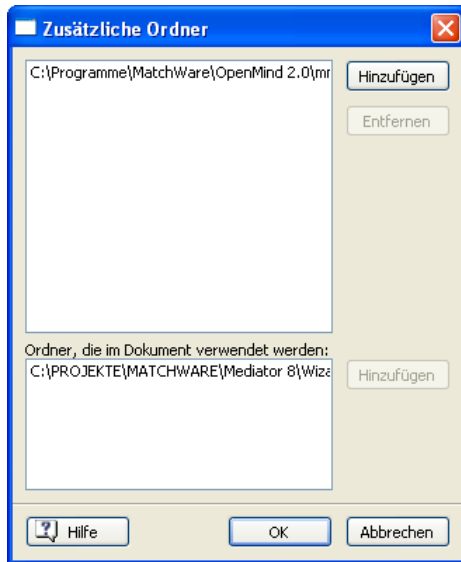 Zusätzliche Ordner
C:\Programme\MatchWare\OpenMind 2.0\mr
Hinzufügen
Entfernen
Ordner, die im Dokument verwendet werden:
C:\PROJEKTE\MATCHWARE\Mediator 8\Wiza
Hinzufügen
Hilfe
OK
Abbrechen